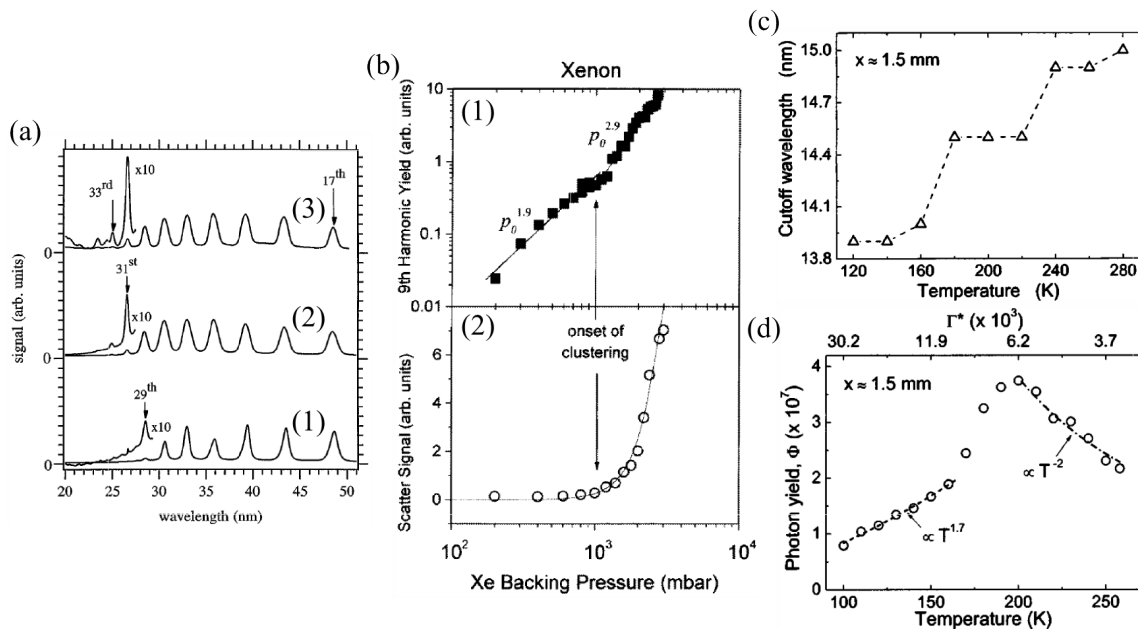 (a)
33rd
x10
17th
(3)
0
31st
x10
(2)
0
29th
x10
(1)
0
signal (arb. units)
20 25 30 35 40 45 50
wavelength (nm)
(b)
Xenon
(1)
10
1
0.1
0.01
p0^2.9
p0^1.9
9th Harmonic Yield (arb. units)
(2)
onset of
clustering
6
4
2
0
Scatter Signal (arb. units)
10^2 10^3 10^4
Xe Backing Pressure (mbar)
(c)
x ≈ 1.5 mm
15.0
14.7
14.4
14.1
13.8
Cutoff wavelength (nm)
120 160 200 240 280
Temperature (K)
(d)
Γ* (x 10^3)
30.2 11.9 6.2 3.7
x ≈ 1.5 mm
4
3
2
1
0
∝ T^-2
∝ T^1.7
Photon yield, Φ (x 10^7)
100 150 200 250
Temperature (K)